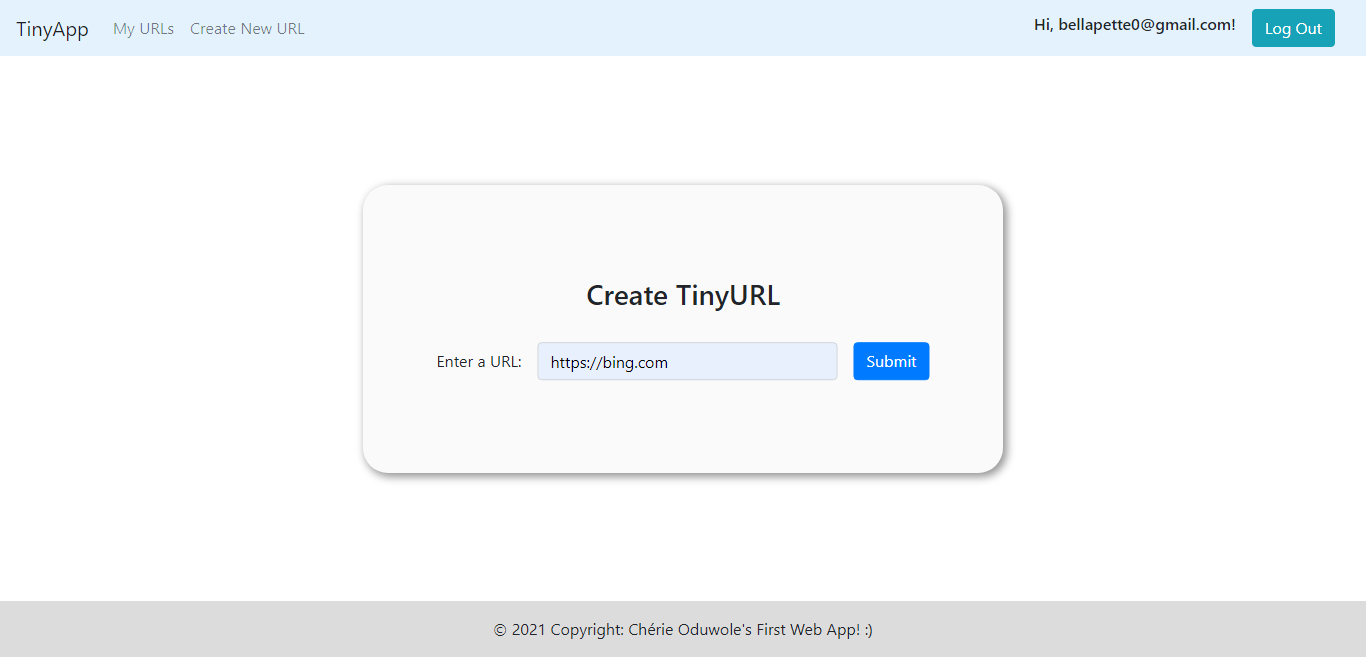 TinyApp My URLs Create New URL Hi, bellapette0@gmail.com! Log Out
Create TinyURL
Enter a URL: https://bing.com Submit
© 2021 Copyright: Chérie Oduwole's First Web App! :)